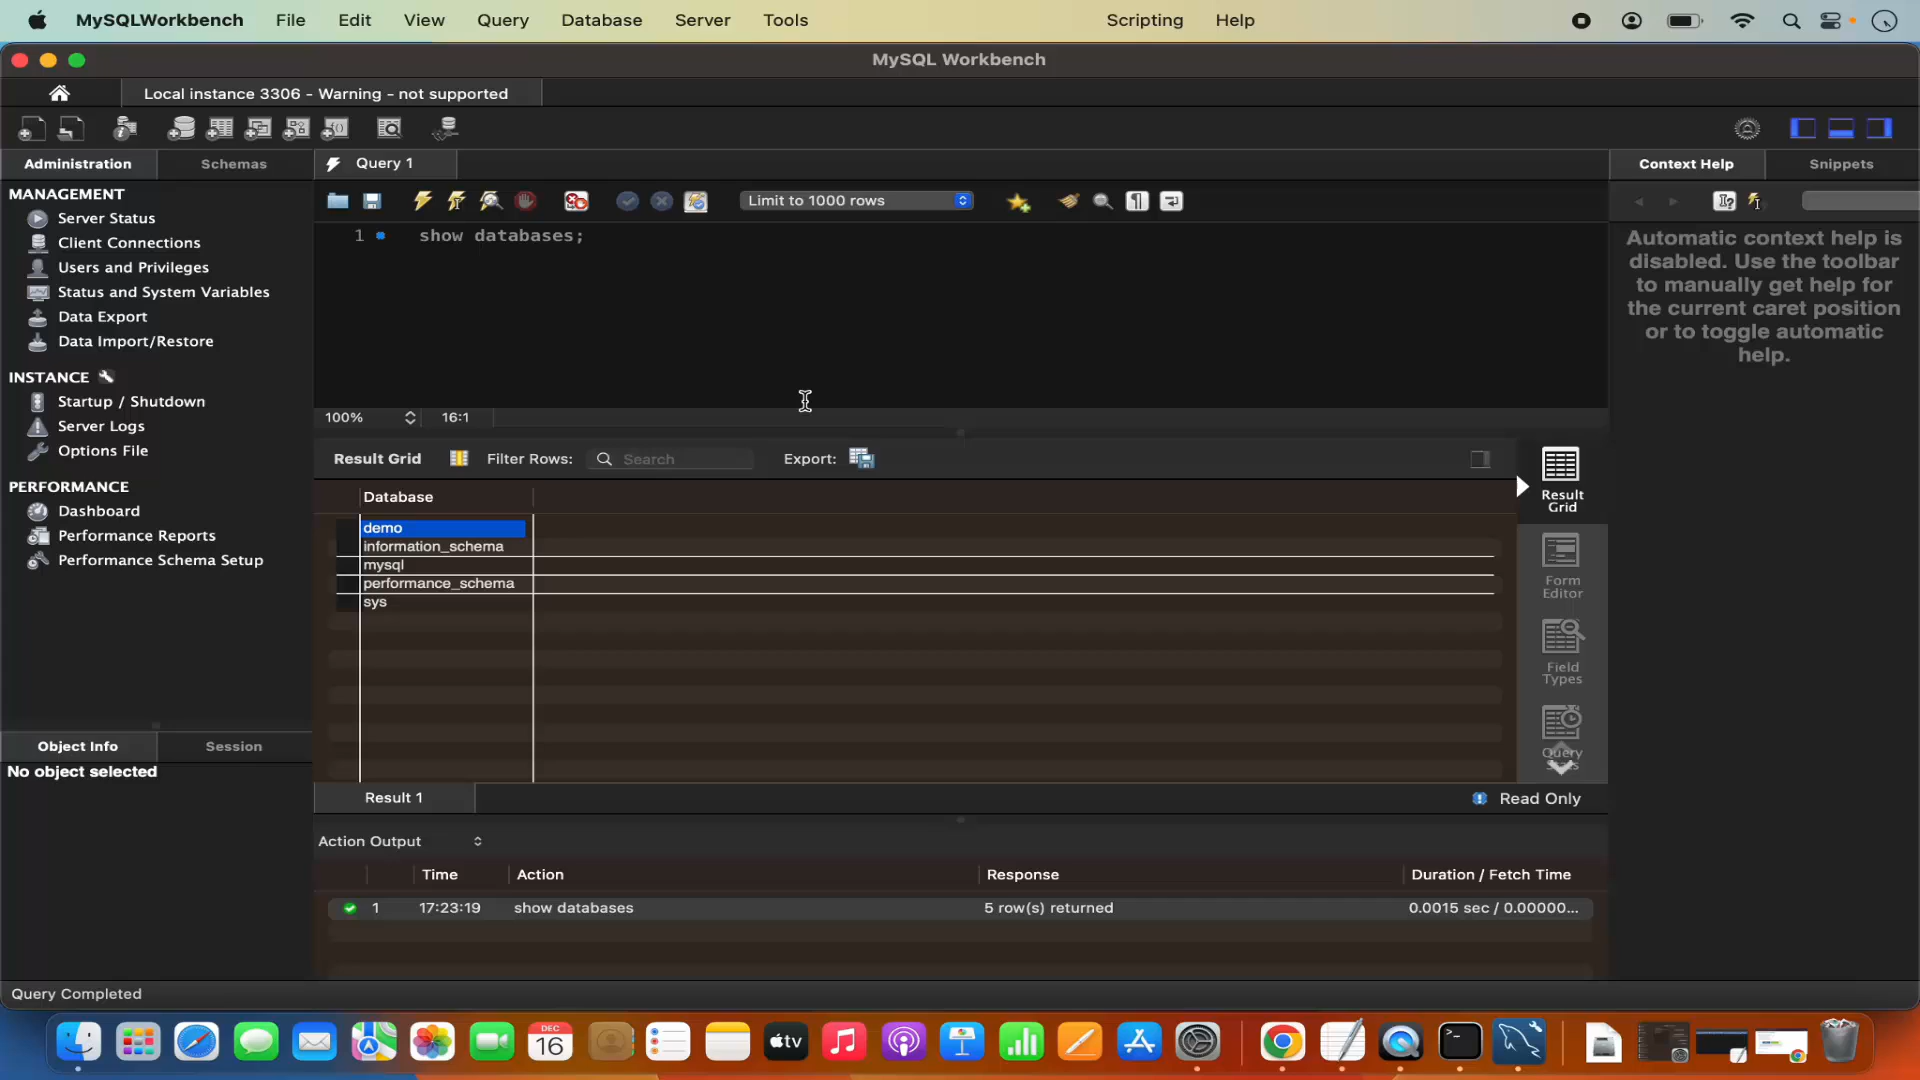 MySQLWorkbench File Edit View Query Database Server Tools Scripting Help
MySQL Workbench
Local instance 3306 - Warning - not supported
Administration Schemas
Query 1
Context Help Snippets
MANAGEMENT
Server Status
Client Connections
Users and Privileges
Status and System Variables
Data Export
Data Import/Restore
INSTANCE
Startup / Shutdown
Server Logs
Options File
PERFORMANCE
Dashboard
Performance Reports
Performance Schema Setup
Object Info Session
No object selected
Limit to 1000 rows
1 show databases;
100% 16:1
Result Grid Filter Rows: Search Export:
Database
demo
information_schema
mysql
performance_schema
sys
Result
Grid
Form
Editor
Field
Types
Query
Result 1
Read Only
Action Output
Time Action Response Duration / Fetch Time
1 17:23:19 show databases 5 row(s) returned 0.0015 sec / 0.00000...
Automatic context help is
disabled. Use the toolbar
to manually get help for
the current caret position
or to toggle automatic
help.
Query Completed
DEC
16
tv